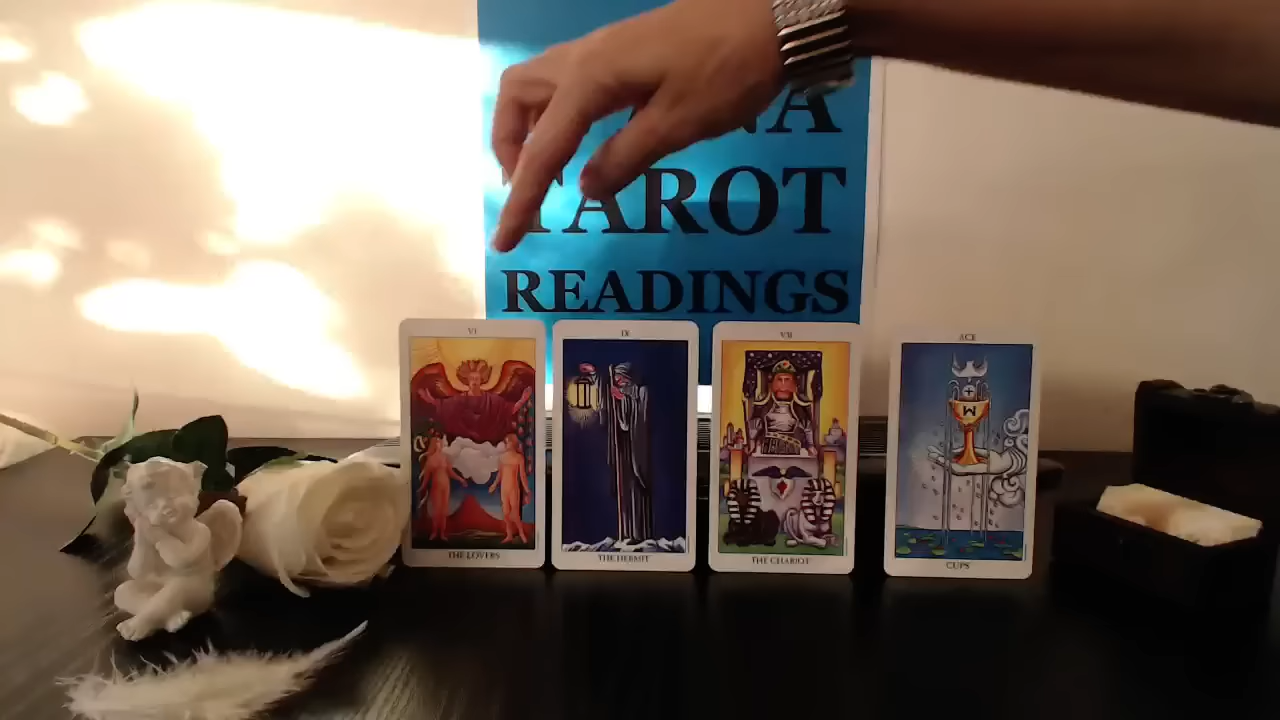 TAROT
READINGS
VI
THE LOVERS
IX
THE HERMIT
VII
THE CHARIOT
ACE
CUPS